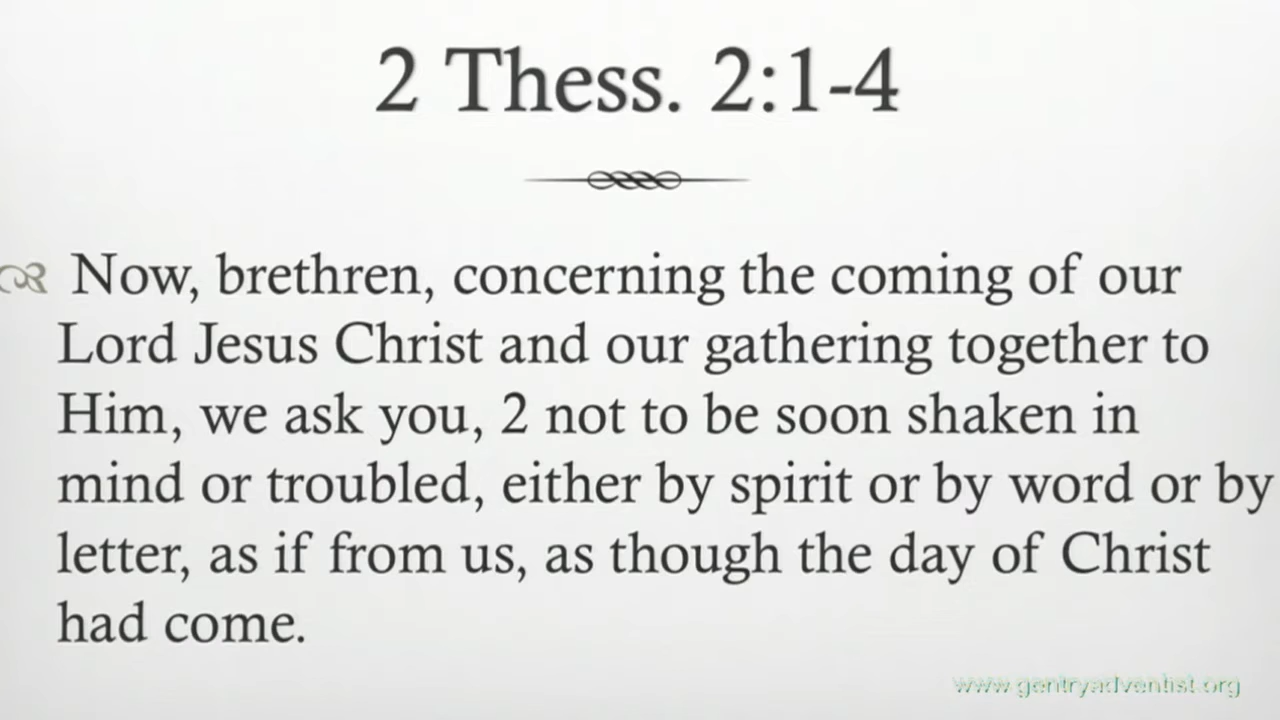 2 Thess. 2:1-4
Now, brethren, concerning the coming of our
Lord Jesus Christ and our gathering together to
Him, we ask you, 2 not to be soon shaken in
mind or troubled, either by spirit or by word or by
letter, as if from us, as though the day of Christ
had come.
www.gentryadventist.org